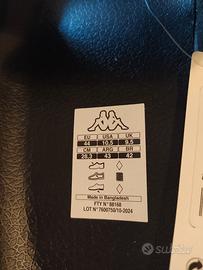 EU USA UK
44 10,5 9,5
CM ARG BR
28,3 43 42
Made in Bangladesh
FTY N° 88168
LOT N° 7600750/10-2024
subito